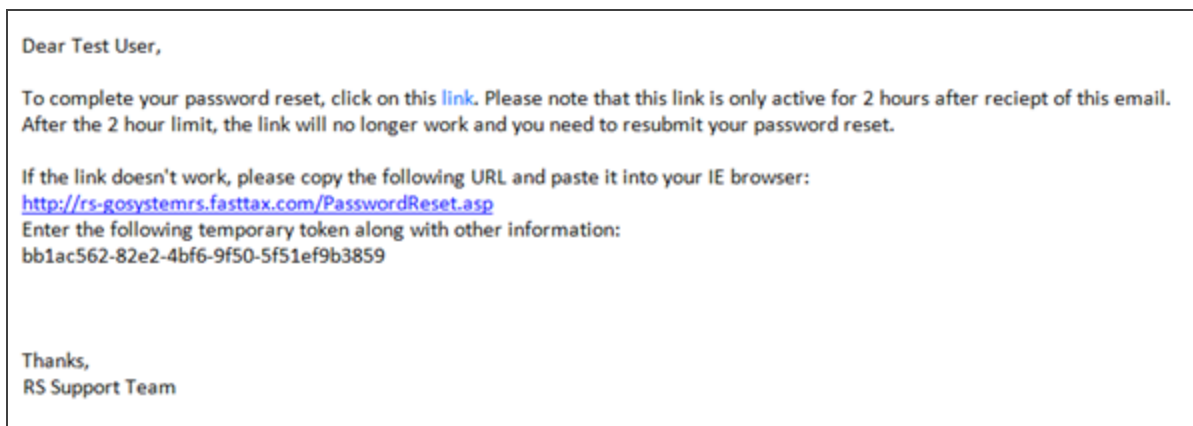 Dear Test User,
To complete your password reset, click on this link. Please note that this link is only active for 2 hours after reciept of this email.
After the 2 hour limit, the link will no longer work and you need to resubmit your password reset.
If the link doesn't work, please copy the following URL and paste it into your IE browser:
http://rs-gosystemrs.fasttax.com/PasswordReset.asp
Enter the following temporary token along with other information:
bb1ac562-82e2-4bf6-9f50-5f51ef9b3859
Thanks,
RS Support Team